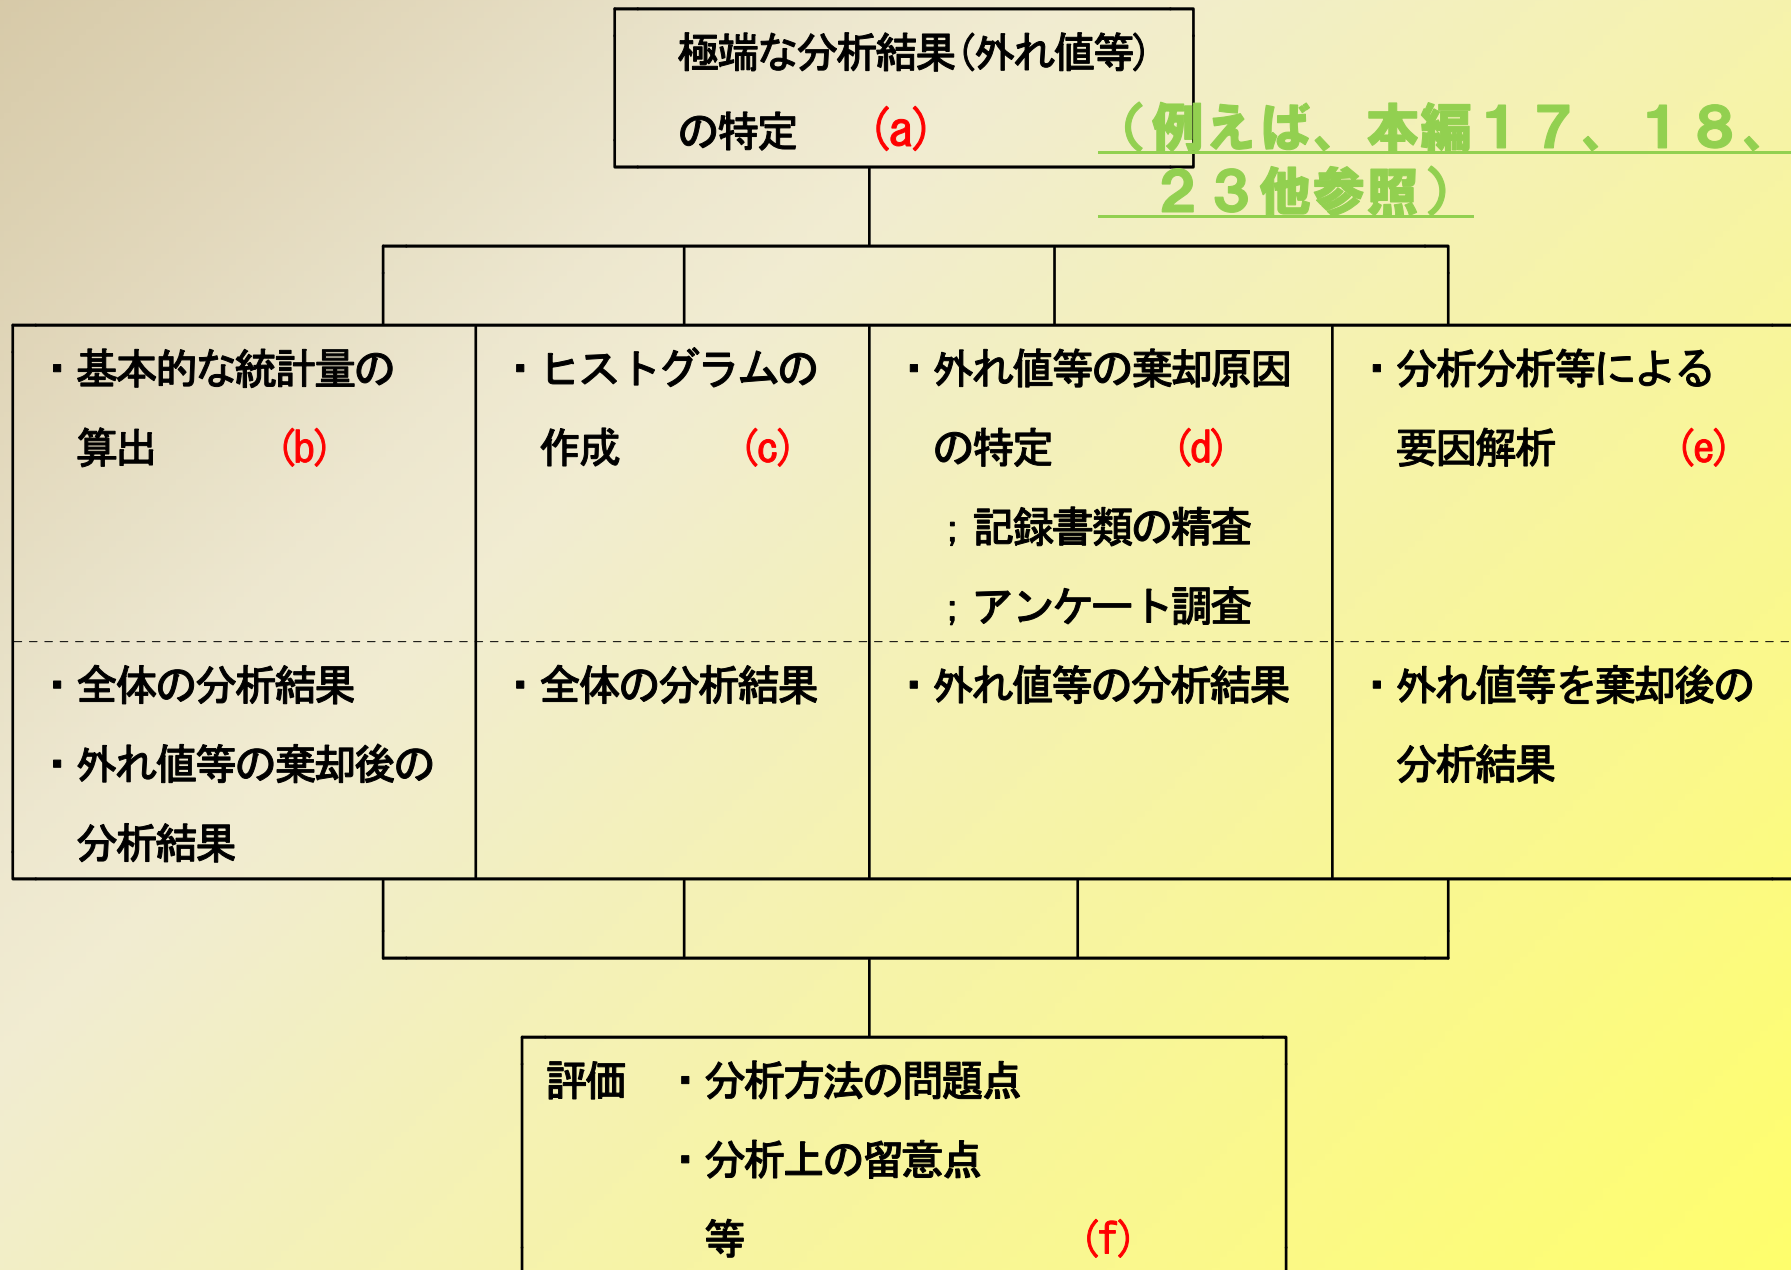 極端な分析結果(外れ値等)
の特定 (a)
(例えば、本編17、18、
23他参照)
・基本的な統計量の
算出 (b)
・全体の分析結果
・外れ値等の棄却後の
分析結果
・ヒストグラムの
作成 (c)
・全体の分析結果
・外れ値等の棄却原因
の特定 (d)
；記録書類の精査
；アンケート調査
・外れ値等の分析結果
・分析分析等による
要因解析 (e)
・外れ値等を棄却後の
分析結果
評価 ・分析方法の問題点
・分析上の留意点
等 (f)